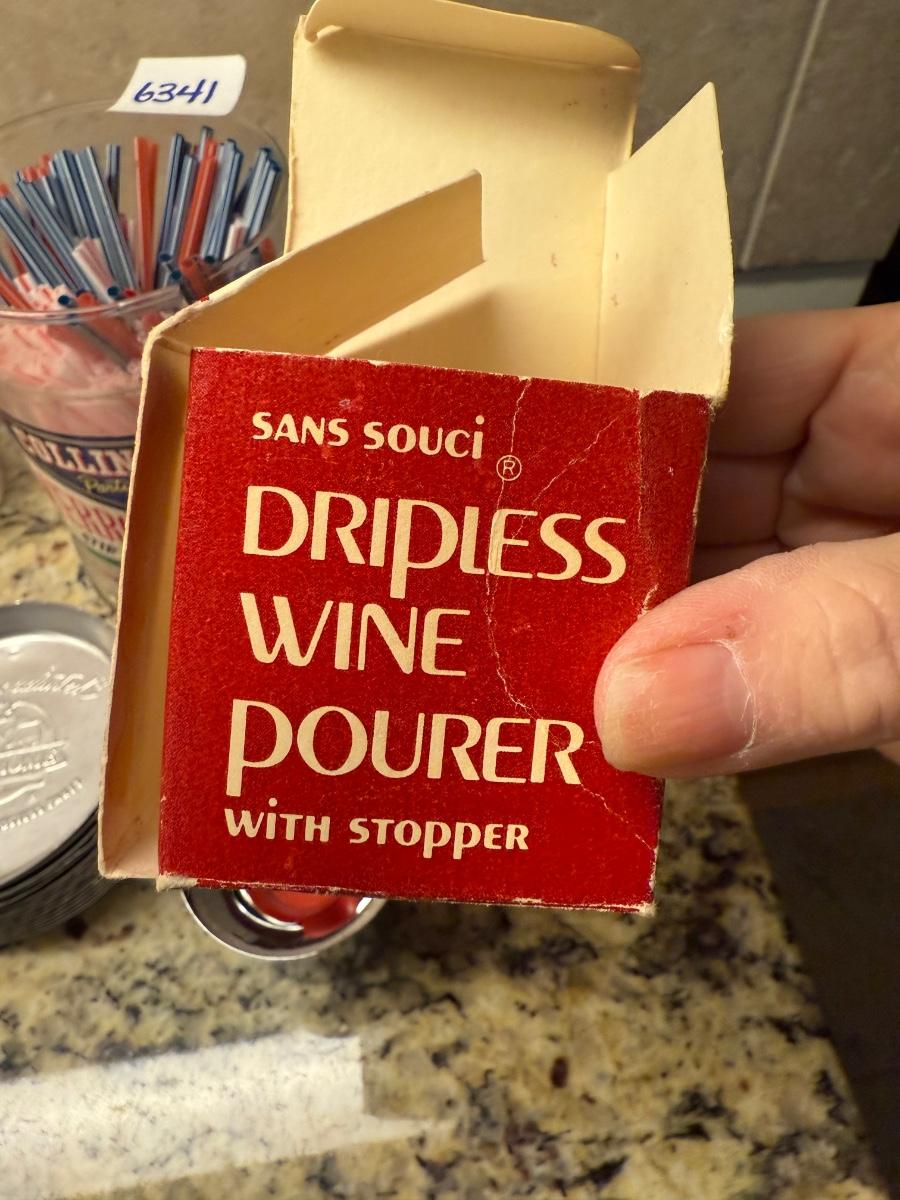 6341
SANS SOUCi ®
DRIPLESS
WINE
POURER
WiTH STOPPER